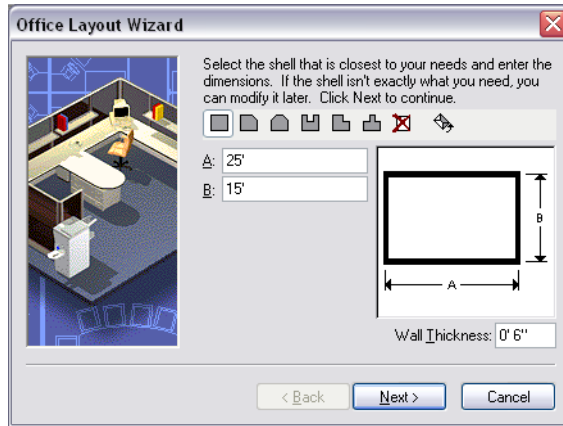 Office Layout Wizard
Select the shell that is closest to your needs and enter the
dimensions. If the shell isn't exactly what you need, you
can modify it later. Click Next to continue.
A: 25'
B: 15'
B
A
Wall Thickness: 0' 6"
< Back Next > Cancel